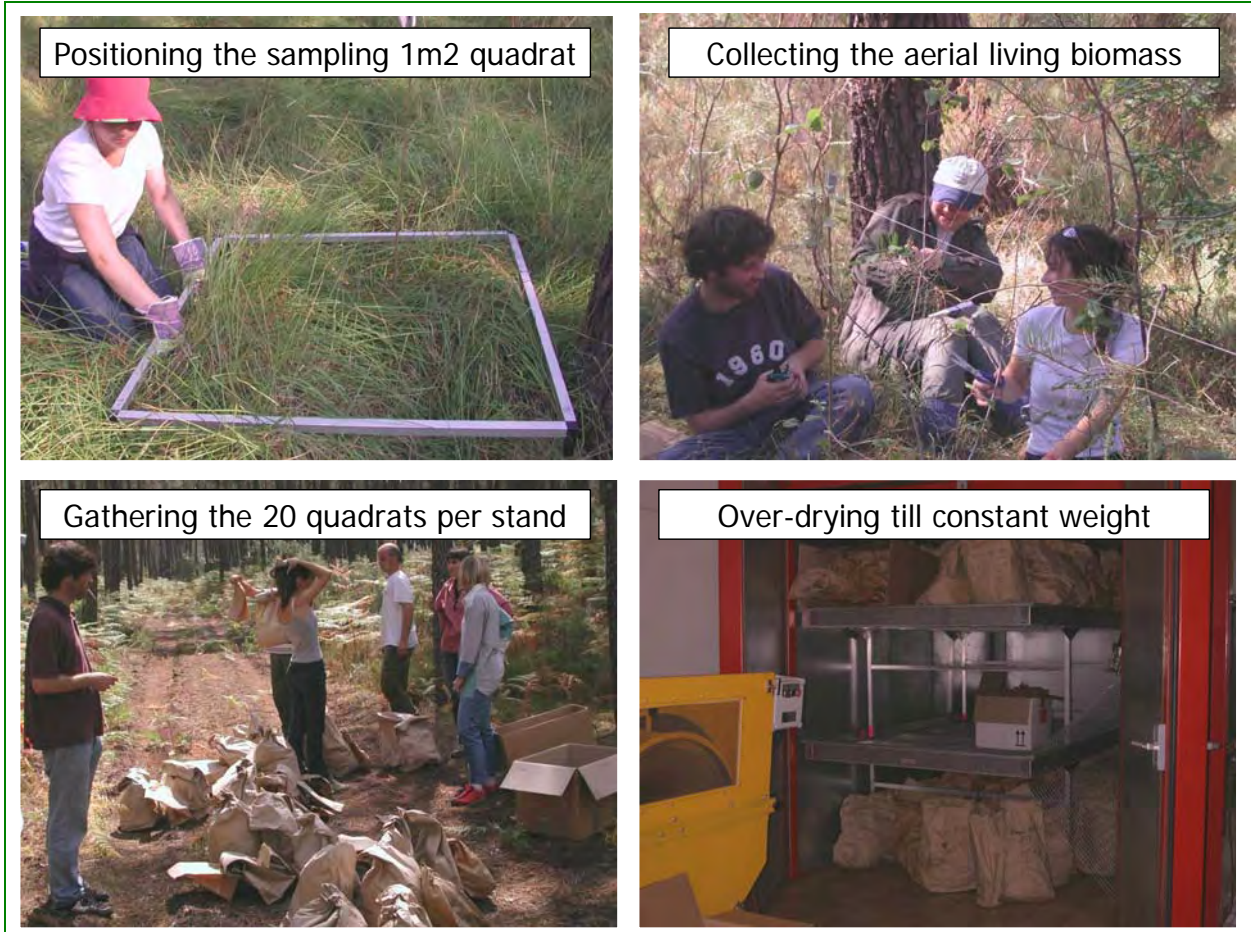 Positioning the sampling 1m2 quadrat
Collecting the aerial living biomass
1960
Gathering the 20 quadrats per stand
Over-drying till constant weight